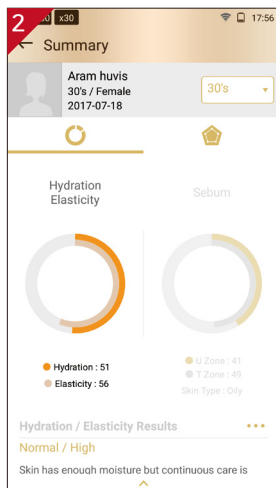 2
x30
17:56
← Summary
Aram huvis
30's / Female
2017-07-18
30's
Hydration
Elasticity
Sebum
Hydration : 51
Elasticity : 56
U Zone : 41
T Zone : 49
Skin Type : Oily
Hydration / Elasticity Results
Normal / High
Skin has enough moisture but continuous care is